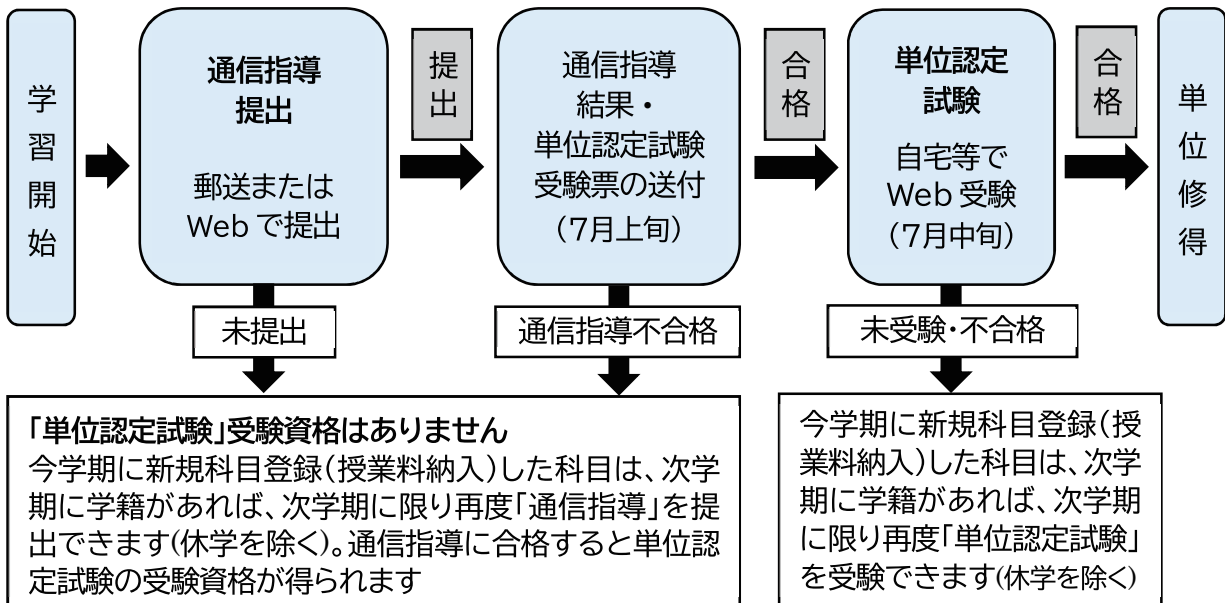 学習開始
通信指導
提出
郵送または
Web で提出
提出
通信指導
結果・
単位認定試験
受験票の送付
(7月上旬)
合格
単位認定
試験
自宅等で
Web 受験
(7月中旬)
合格
単位修得
未提出
通信指導不合格
未受験・不合格
「単位認定試験」受験資格はありません
今学期に新規科目登録(授業料納入)した科目は、次学
期に学籍があれば、次学期に限り再度「通信指導」を提
出できます(休学を除く)。通信指導に合格すると単位認
定試験の受験資格が得られます
今学期に新規科目登録(授
業料納入)した科目は、次学
期に学籍があれば、次学期
に限り再度「単位認定試験」
を受験できます(休学を除く)